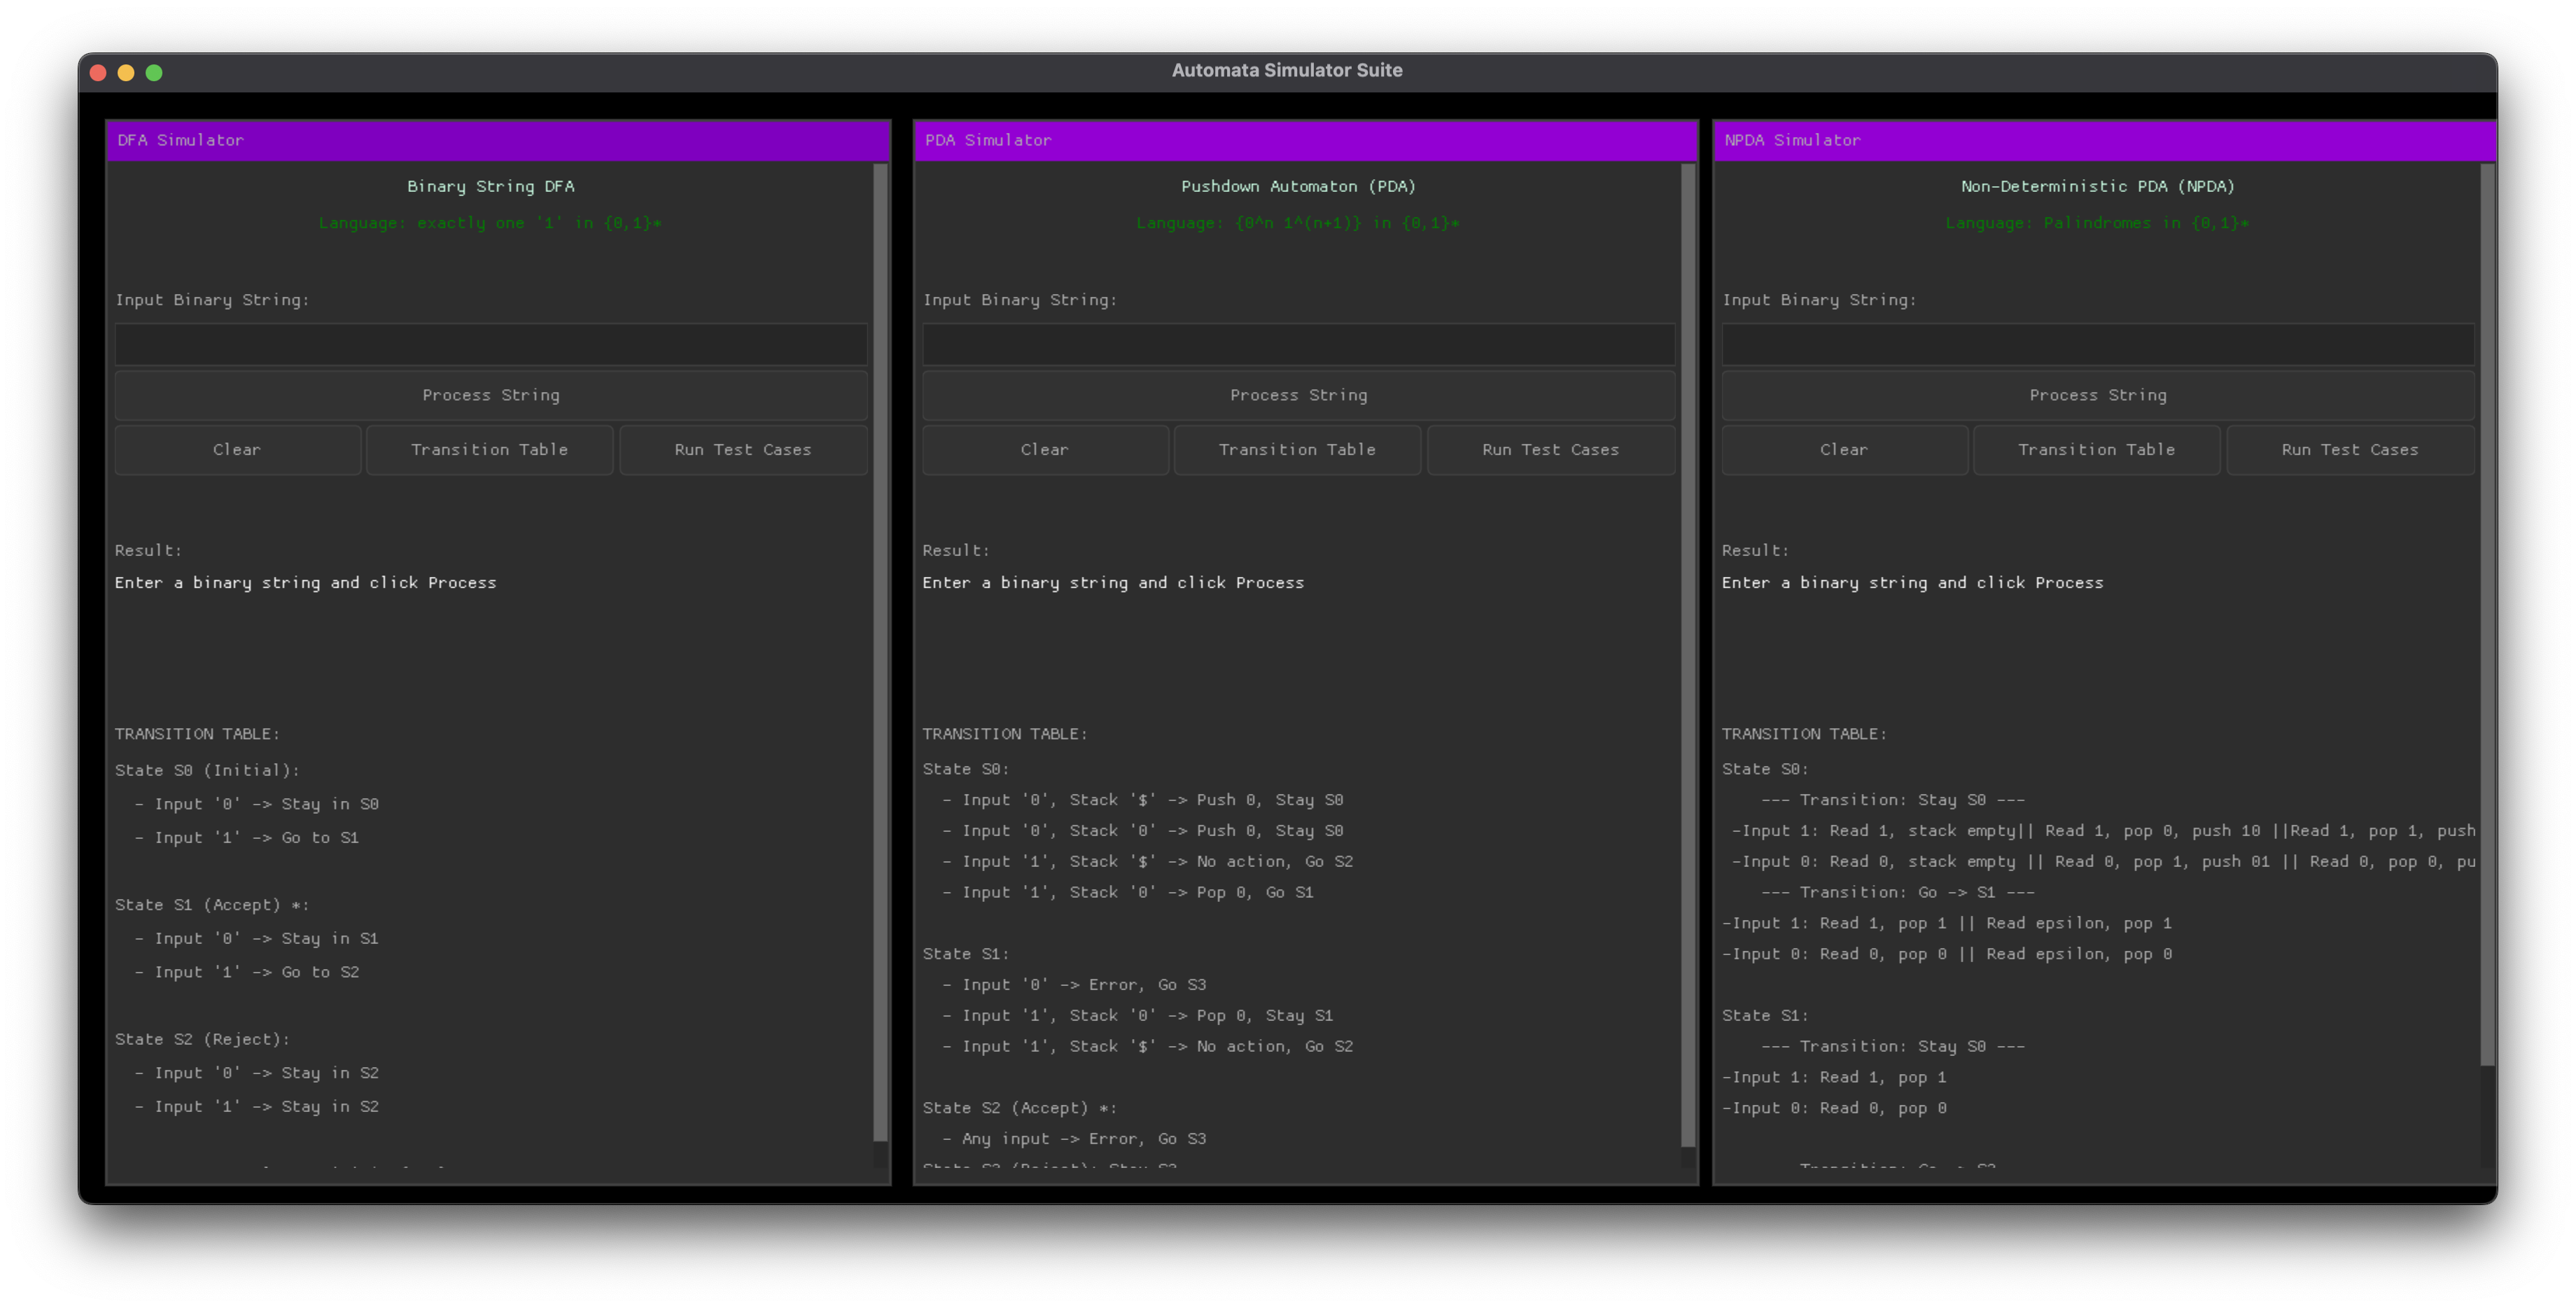 Automata Simulator Suite
DFA Simulator
Binary String DFA
Language: exactly one '1' in {0,1}*
Input Binary String:
Process String
Clear
Transition Table
Run Test Cases
Result:
Enter a binary string and click Process
TRANSITION TABLE:
State S0 (Initial):
- Input '0' -> Stay in S0
- Input '1' -> Go to S1
State S1 (Accept) *:
- Input '0' -> Stay in S1
- Input '1' -> Go to S2
State S2 (Reject):
- Input '0' -> Stay in S2
- Input '1' -> Stay in S2
PDA Simulator
Pushdown Automaton (PDA)
Language: {0^n 1^(n+1)} in {0,1}*
Input Binary String:
Process String
Clear
Transition Table
Run Test Cases
Result:
Enter a binary string and click Process
TRANSITION TABLE:
State S0:
- Input '0', Stack '$' -> Push 0, Stay S0
- Input '0', Stack '0' -> Push 0, Stay S0
- Input '1', Stack '$' -> No action, Go S2
- Input '1', Stack '0' -> Pop 0, Go S1
State S1:
- Input '0' -> Error, Go S3
- Input '1', Stack '0' -> Pop 0, Stay S1
- Input '1', Stack '$' -> No action, Go S2
State S2 (Accept) *:
- Any input -> Error, Go S3
NPDA Simulator
Non-Deterministic PDA (NPDA)
Language: Palindromes in {0,1}*
Input Binary String:
Process String
Clear
Transition Table
Run Test Cases
Result:
Enter a binary string and click Process
TRANSITION TABLE:
State S0:
--- Transition: Stay S0 ---
-Input 1: Read 1, stack empty|| Read 1, pop 0, push 10 ||Read 1, pop 1, push
-Input 0: Read 0, stack empty || Read 0, pop 1, push 01 || Read 0, pop 0, pu
--- Transition: Go -> S1 ---
-Input 1: Read 1, pop 1 || Read epsilon, pop 1
-Input 0: Read 0, pop 0 || Read epsilon, pop 0
State S1:
--- Transition: Stay S0 ---
-Input 1: Read 1, pop 1
-Input 0: Read 0, pop 0